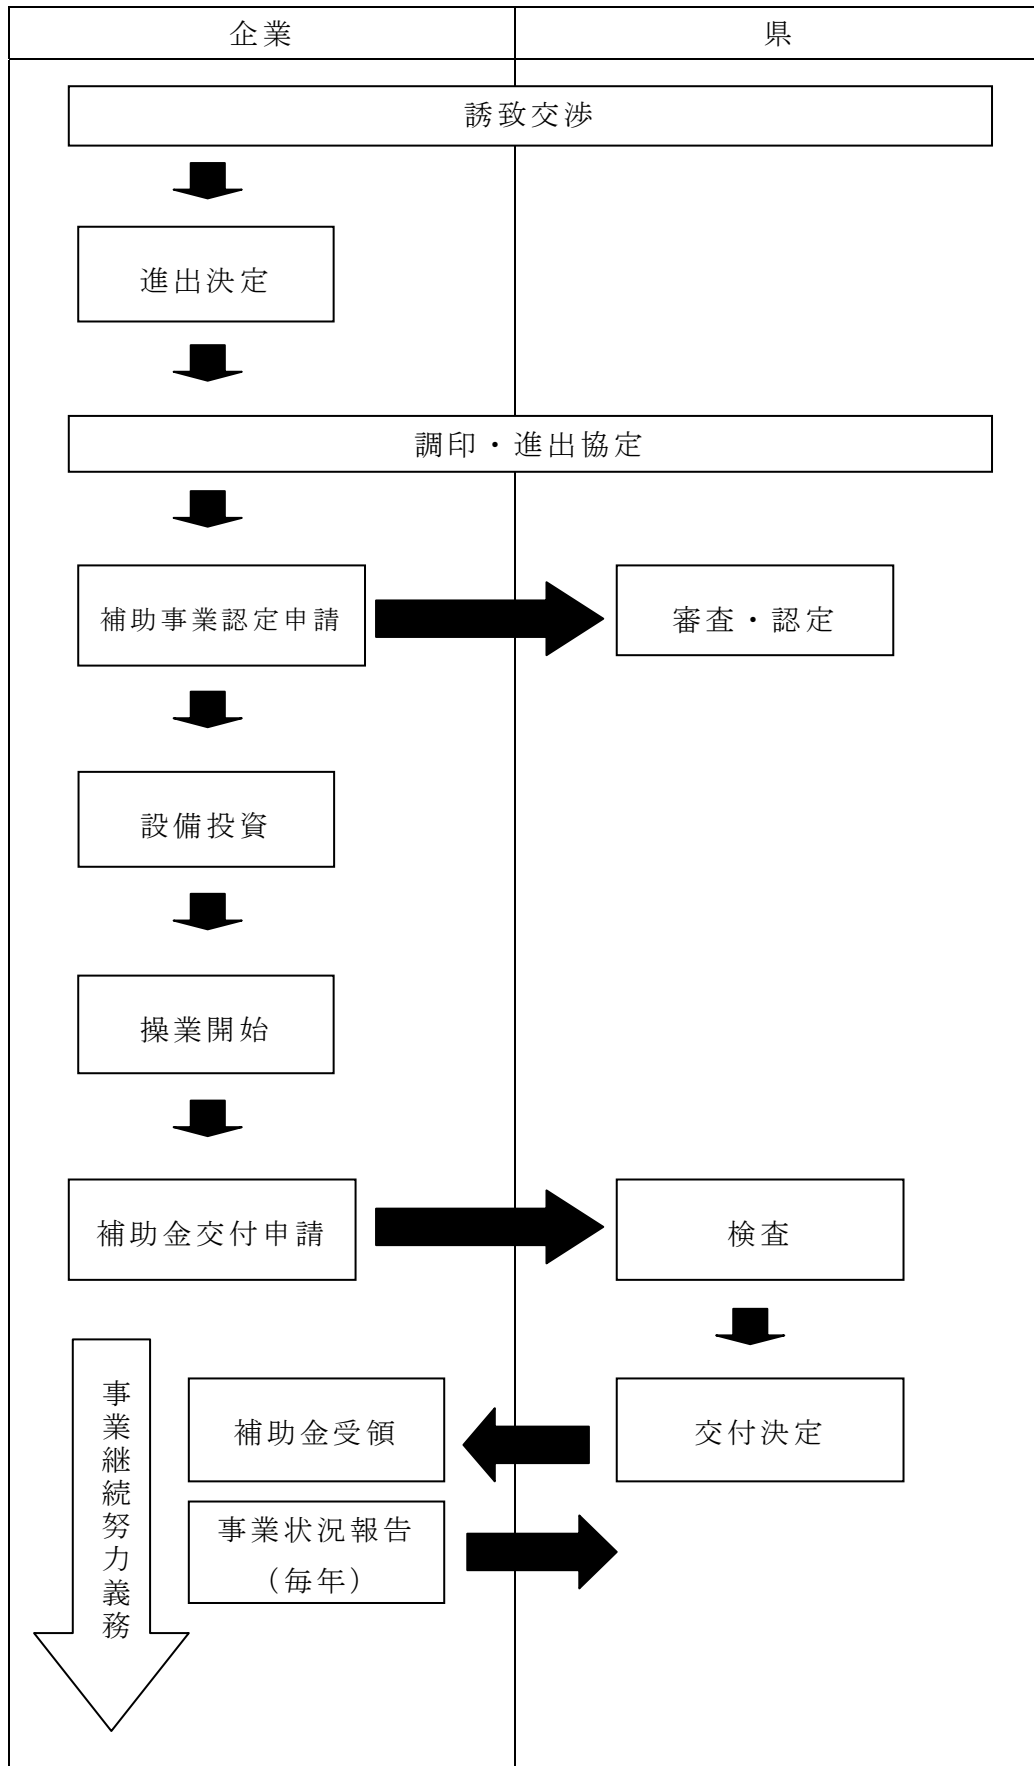 企業
県
誘致交渉
進出決定
調印・進出協定
補助事業認定申請
審査・認定
設備投資
操業開始
補助金交付申請
検査
事業継続努力義務
補助金受領
交付決定
事業状況報告
（毎年）